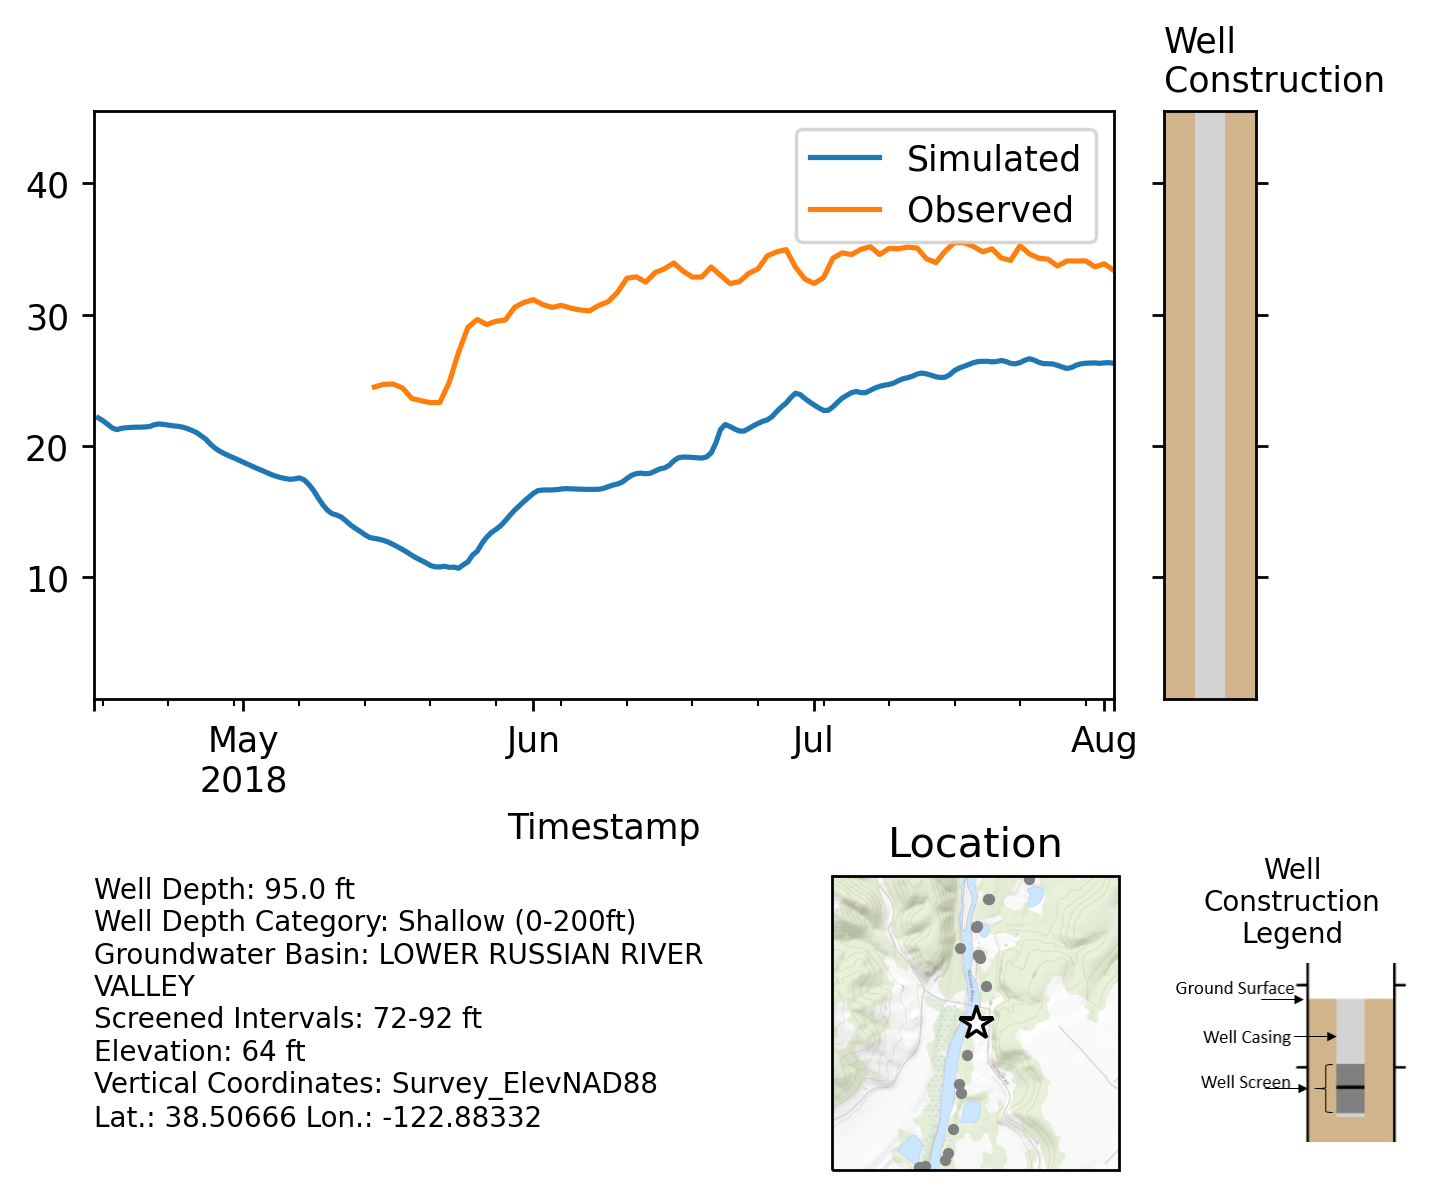 Well
Construction
Simulated
Observed
40
30
20
10
May
2018
Jun
Jul
Aug
Timestamp
Well Depth: 95.0 ft
Well Depth Category: Shallow (0-200ft)
Groundwater Basin: LOWER RUSSIAN RIVER
VALLEY
Screened Intervals: 72-92 ft
Elevation: 64 ft
Vertical Coordinates: Survey_ElevNAD88
Lat.: 38.50666 Lon.: -122.88332
Location
Well
Construction
Legend
Ground Surface
Well Casing
Well Screen